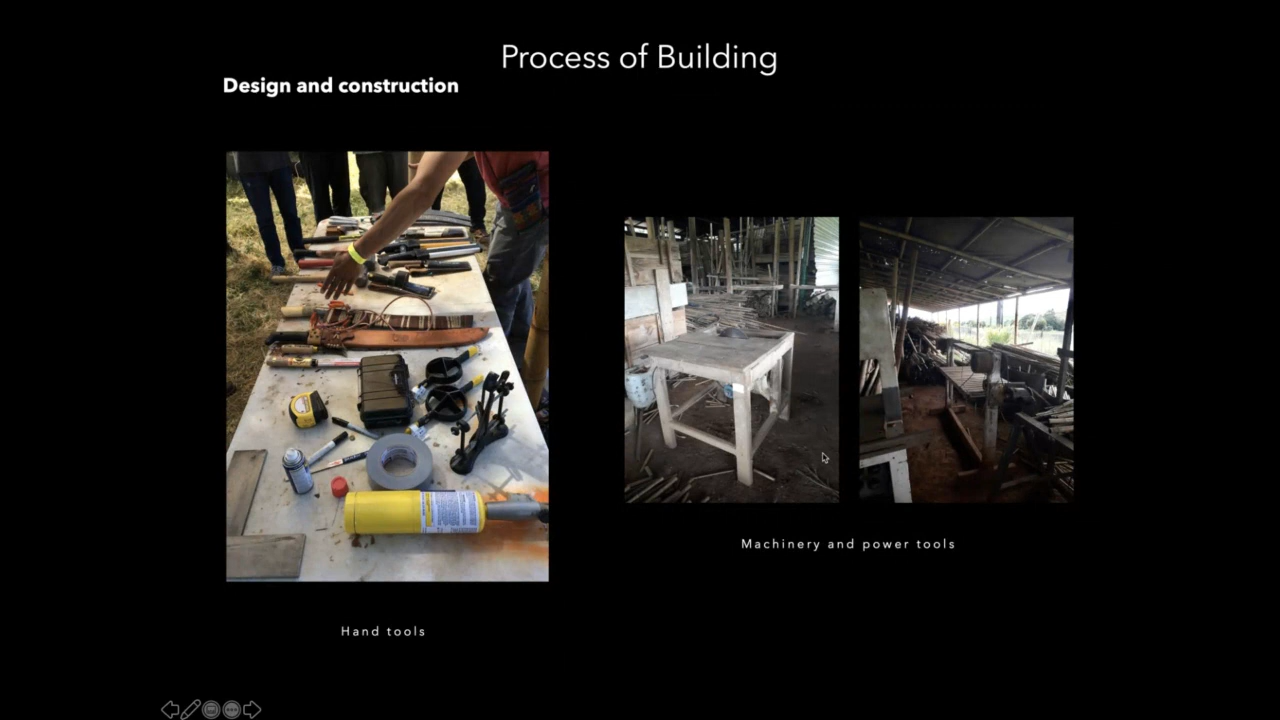 Process of Building
Design and construction
Machinery and power tools
Hand tools